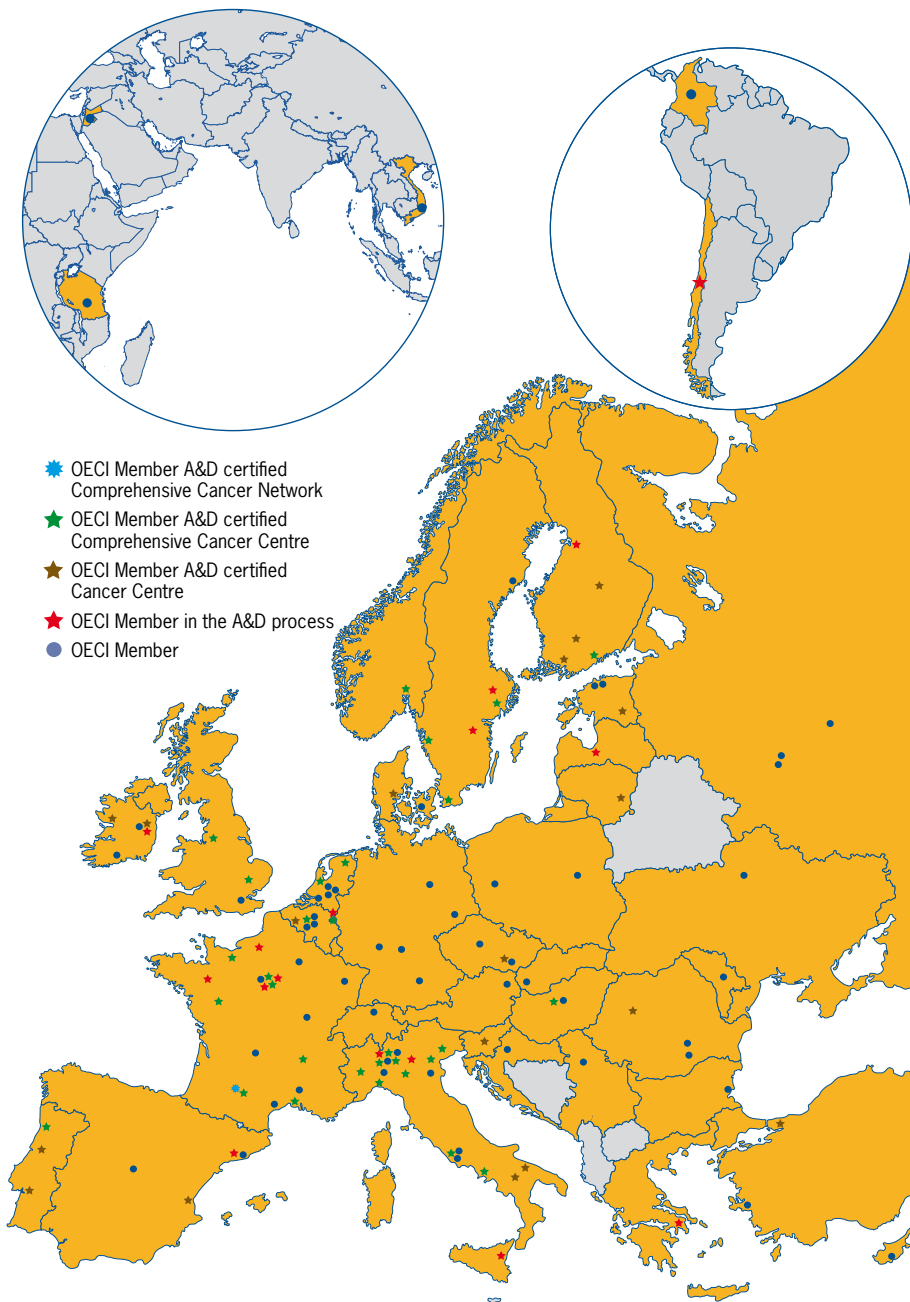 OECI Member A&D certified
Comprehensive Cancer Network
OECI Member A&D certified
Comprehensive Cancer Centre
OECI Member A&D certified
Cancer Centre
OECI Member in the A&D process
OECI Member